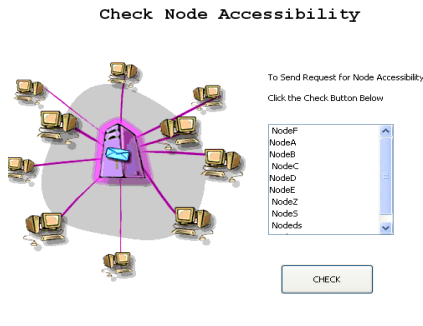 Check Node Accessibility
To Send Request for Node Accessibility
Click the Check Button Below
NodeF
NodeA
NodeB
NodeC
NodeD
NodeE
NodeZ
NodeS
Nodeds
CHECK